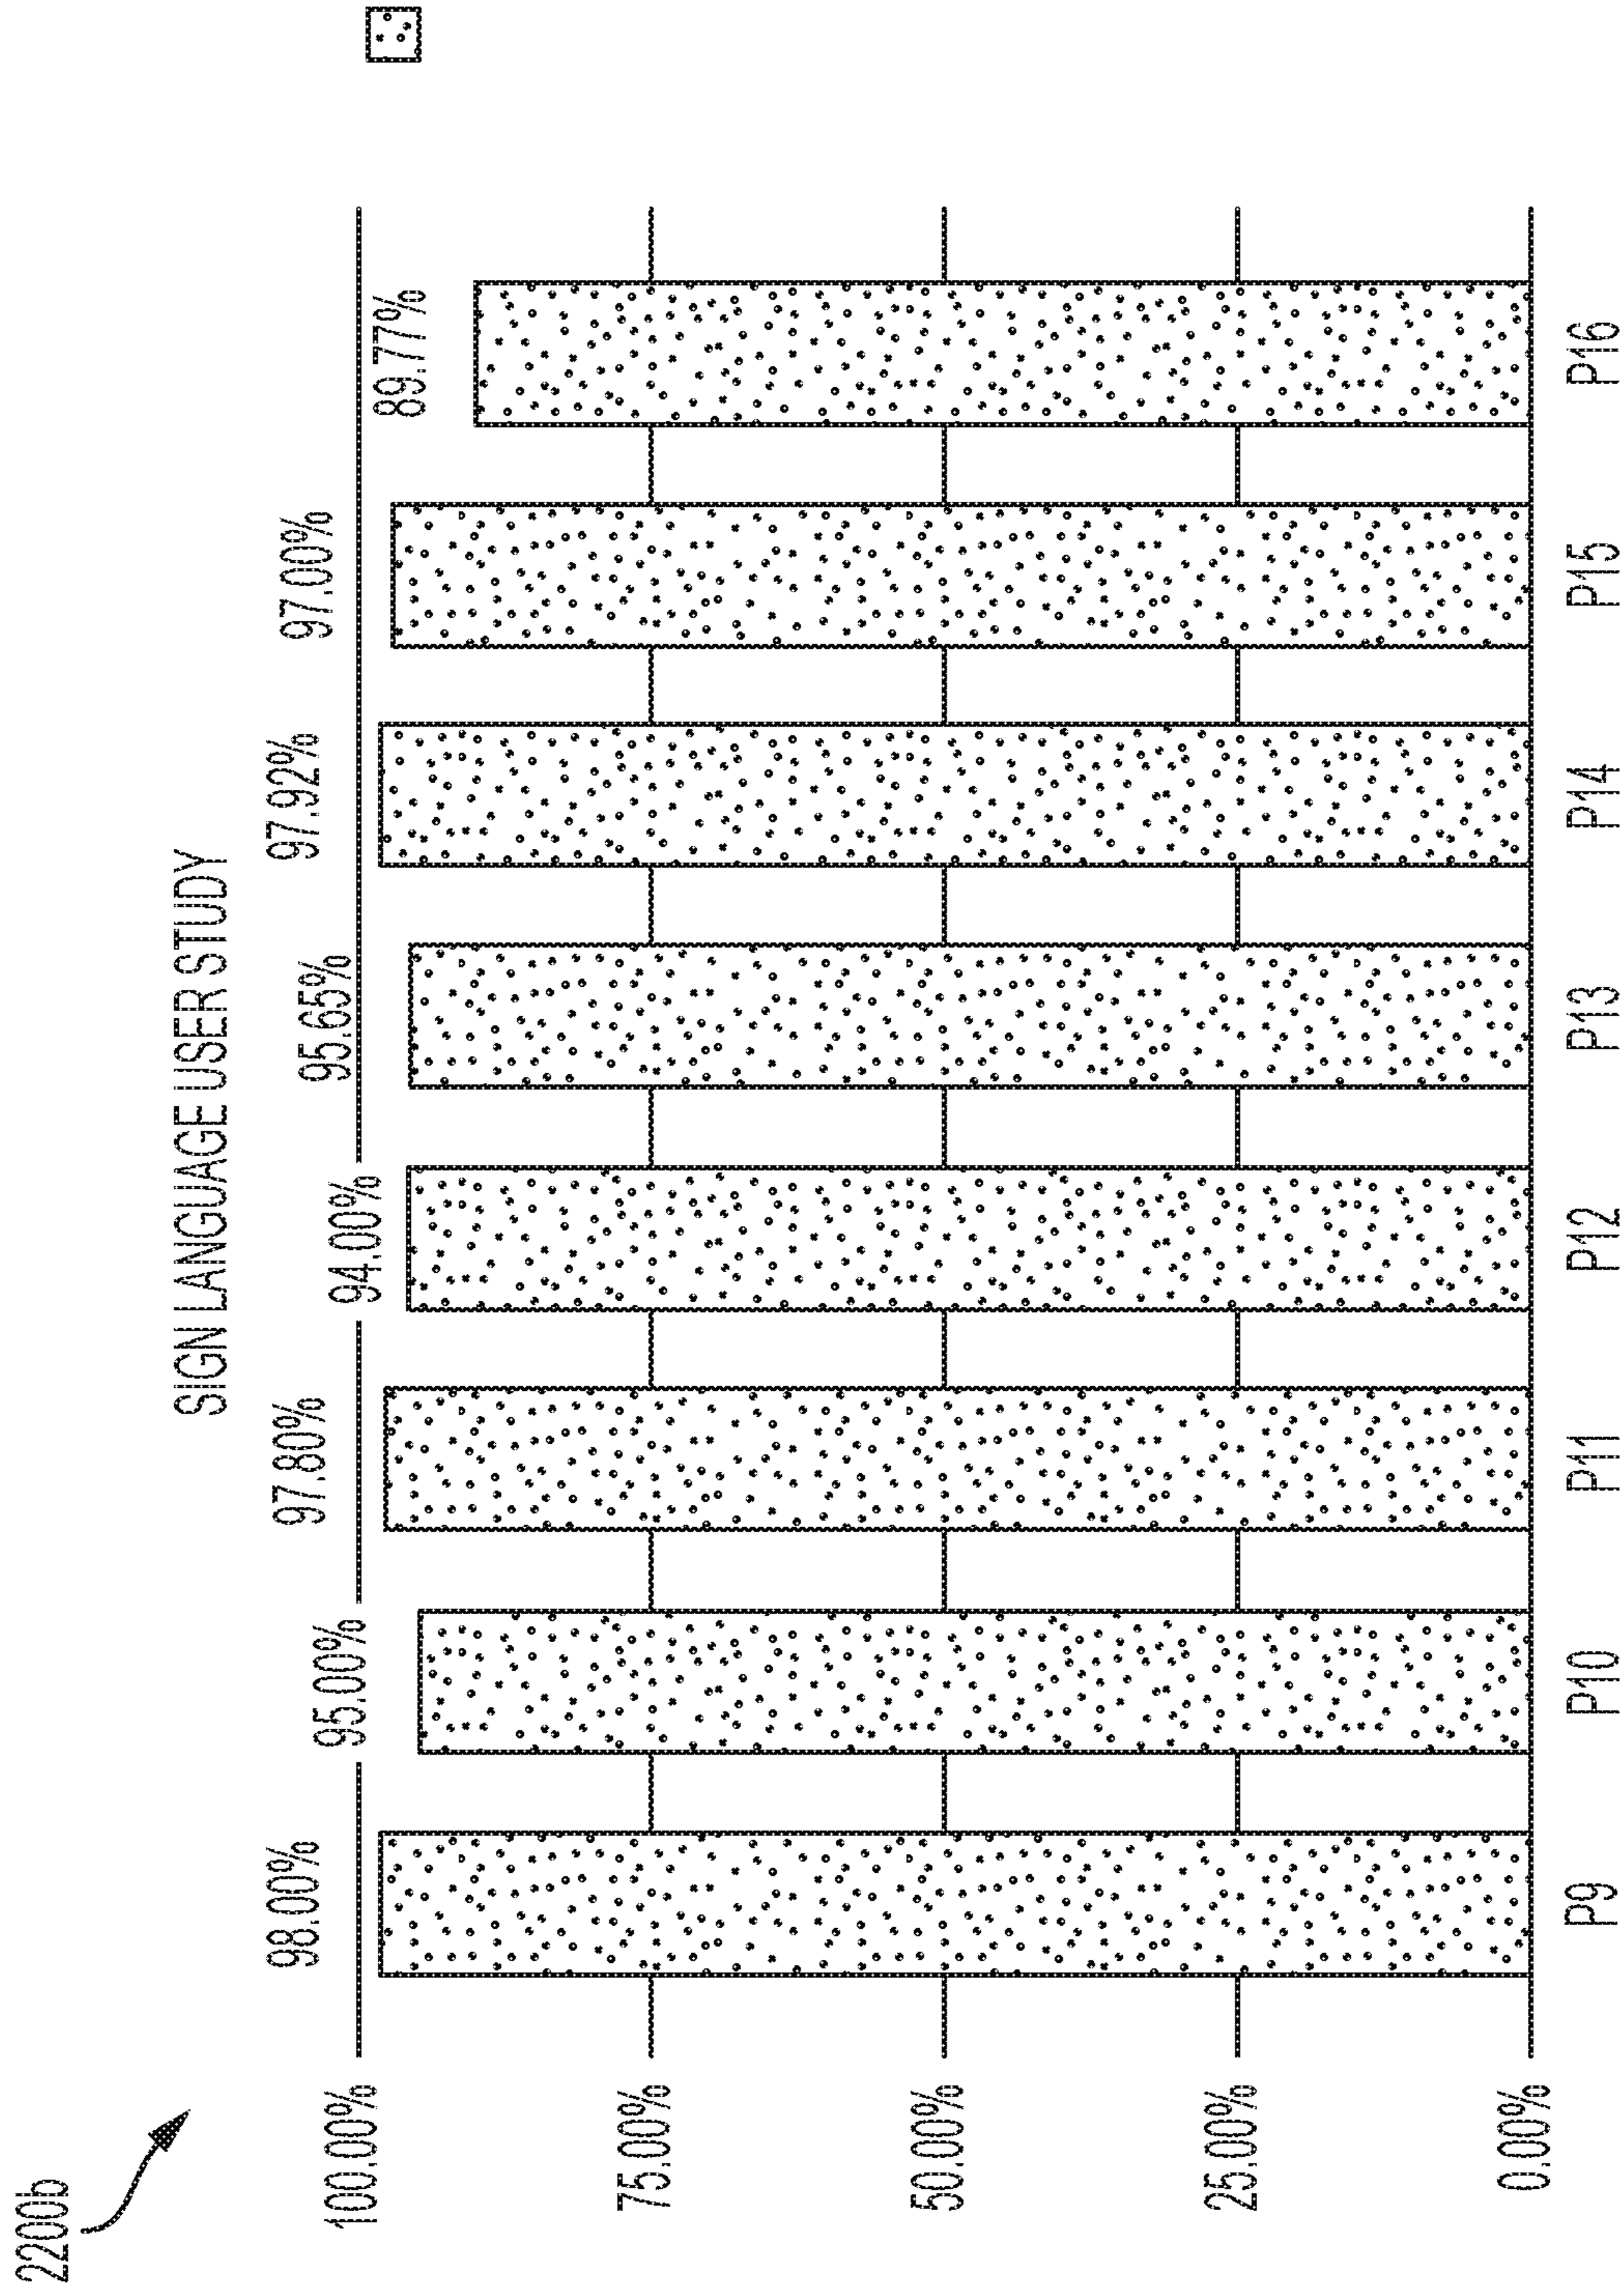 2200b
SIGN LANGUAGE USER STUDY
98.00%
95.00%
97.80%
94.00%
95.65%
97.92%
97.00%
89.77%
100.00%
75.00%
50.00%
25.00%
0.00%
P9
P10
P11
P12
P13
P14
P15
P16